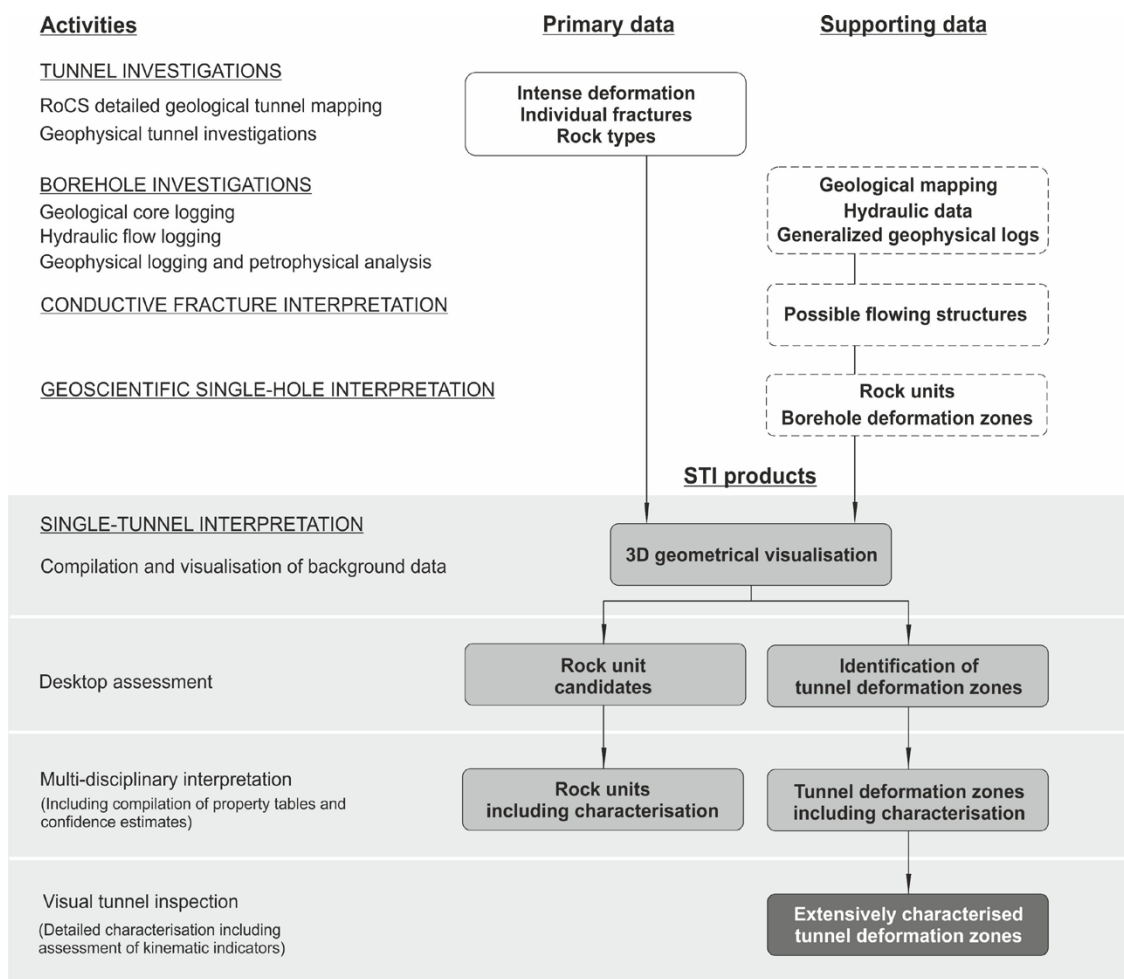 Activities
Primary data
Supporting data
TUNNEL INVESTIGATIONS
RoCS detailed geological tunnel mapping
Geophysical tunnel investigations
Intense deformation
Individual fractures
Rock types
BOREHOLE INVESTIGATIONS
Geological core logging
Hydraulic flow logging
Geophysical logging and petrophysical analysis
Geological mapping
Hydraulic data
Generalized geophysical logs
CONDUCTIVE FRACTURE INTERPRETATION
Possible flowing structures
GEOSCIENTIFIC SINGLE-HOLE INTERPRETATION
Rock units
Borehole deformation zones
STI products
SINGLE-TUNNEL INTERPRETATION
Compilation and visualisation of background data
3D geometrical visualisation
Desktop assessment
Rock unit
candidates
Identification of
tunnel deformation zones
Multi-disciplinary interpretation
(Including compilation of property tables and
confidence estimates)
Rock units
including characterisation
Tunnel deformation zones
including characterisation
Visual tunnel inspection
(Detailed characterisation including
assessment of kinematic indicators)
Extensively characterised
tunnel deformation zones